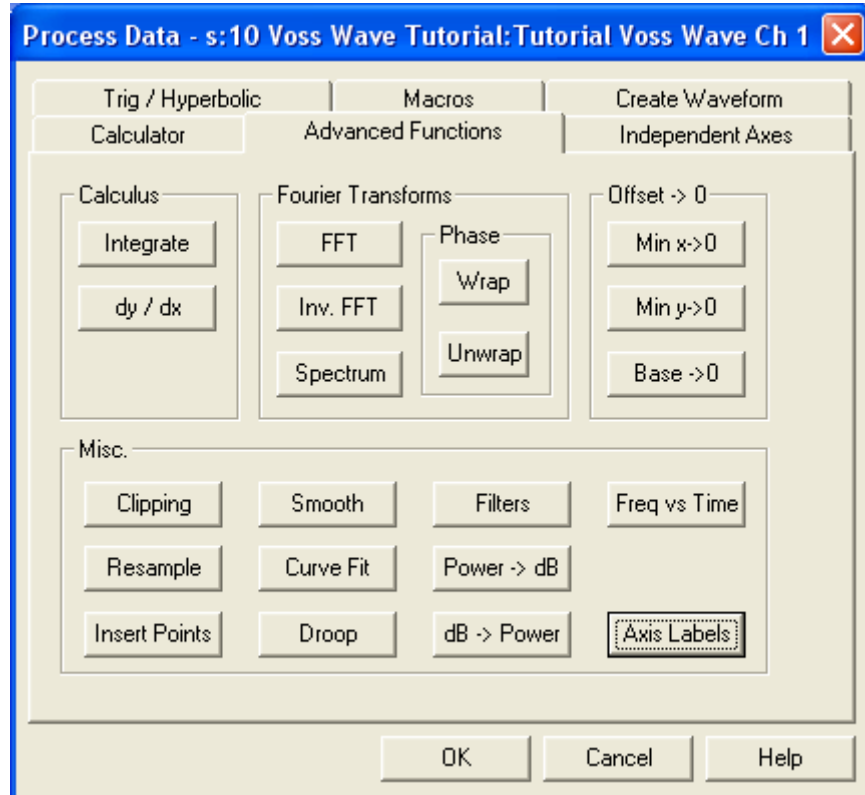 Process Data - s:10 Voss Wave Tutorial:Tutorial Voss Wave Ch 1
Trig / Hyperbolic Macros Create Waveform
Calculator Advanced Functions Independent Axes
Calculus Fourier Transforms Offset -> 0
Integrate FFT Phase Min x->0
Wrap
dy / dx Inv. FFT Min y->0
Unwrap
Spectrum Base ->0
Misc.
Clipping Smooth Filters Freq vs Time
Resample Curve Fit Power -> dB
Insert Points Droop dB -> Power Axis Labels
OK Cancel Help